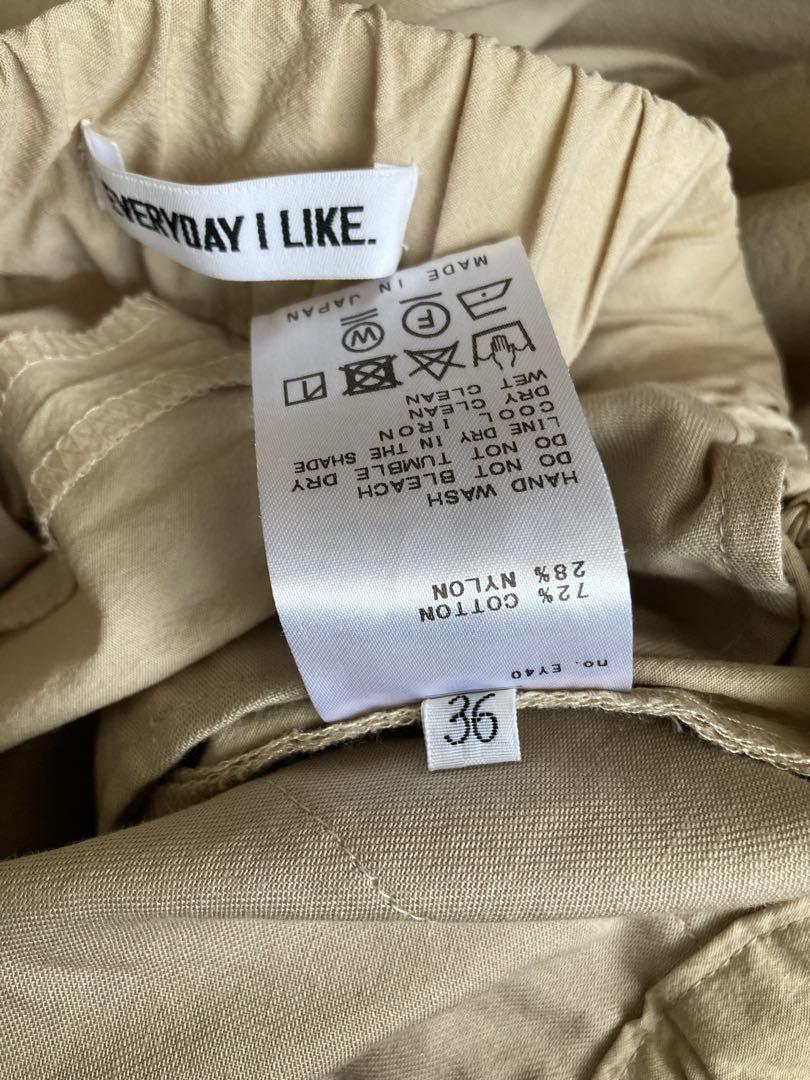 EVERYDAY I LIKE.
no. EY40
72% COTTON
28% NYLON
HAND WASH
DO NOT BLEACH
DO NOT TUMBLE DRY
LINE DRY IN THE SHADE
COOL IRON
DRY CLEAN
WET CLEAN
F
W
MADE IN JAPAN
36